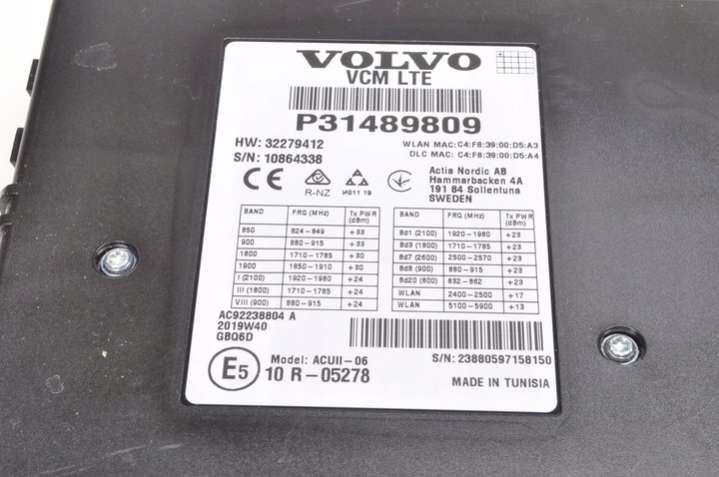 VOLVO
VCM LTE
P31489809
HW: 32279412
S/N: 10864338
WLAN MAC: C4:F8:39:00:D5:A3
DLC MAC: C4:F8:39:00:D5:A4
CE
R-NZ
И011 19
Actia Nordic AB
Hammarbacken 4A
191 84 Sollentuna
SWEDEN
BAND FRQ (MHz) Tx PWR (dBm)
850 824-849 +33
900 880-915 +33
1800 1710-1785 +30
1900 1850-1910 +30
I (2100) 1920-1980 +24
III (1800) 1710-1785 +24
VIII (900) 880-915 +24
BAND FRQ (MHz) Tx PWR (dBm)
Bd1 (2100) 1920-1980 +23
Bd3 (1800) 1710-1785 +23
Bd7 (2600) 2500-2570 +23
Bd8 (900) 880-915 +23
Bd20 (800) 832-862 +23
WLAN 2400-2500 +17
WLAN 5100-5900 +13
AC92238804 A
2019W40
GBQ6D
S/N: 23880597158150
E5
Model: ACUII-06
10 R-05278
MADE IN TUNISIA